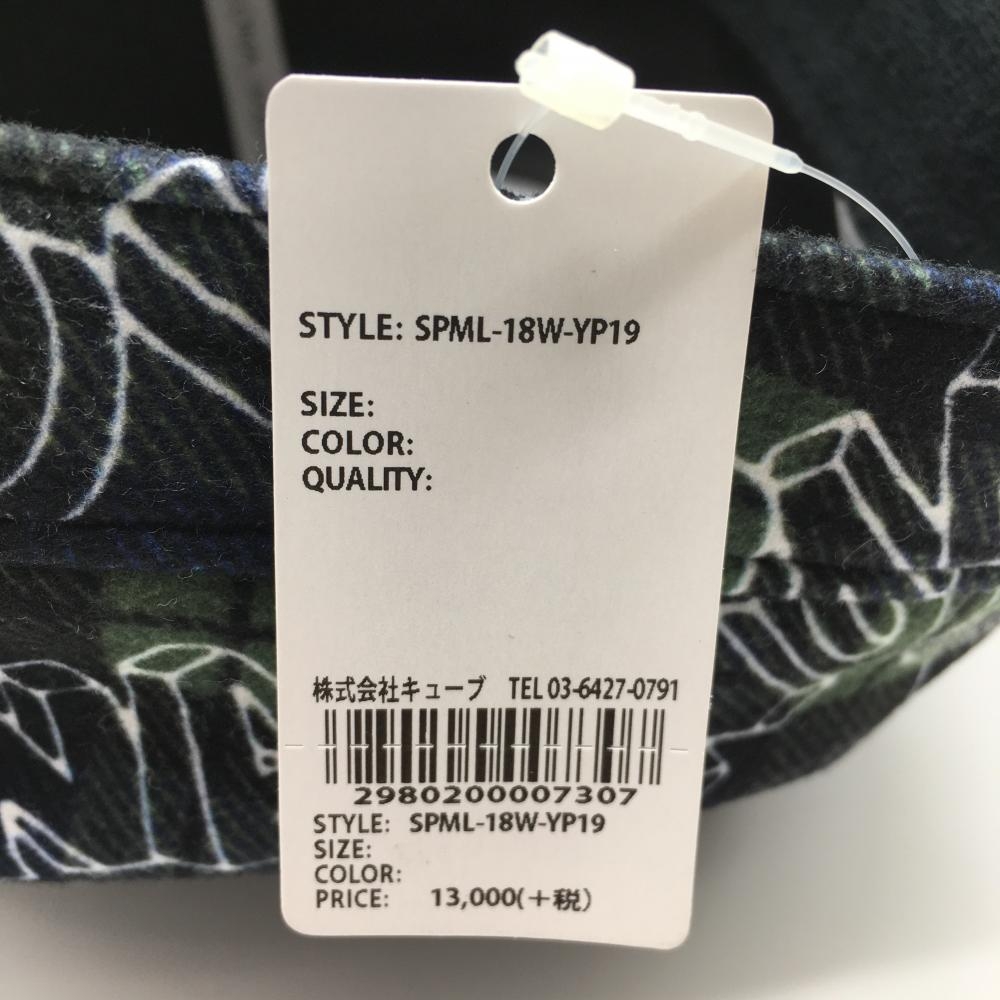 STYLE: SPML-18W-YP19
SIZE:
COLOR:
QUALITY:
株式会社キューブ TEL 03-6427-0791
2980200007307
STYLE: SPML-18W-YP19
SIZE:
COLOR:
PRICE: 13,000(+税)